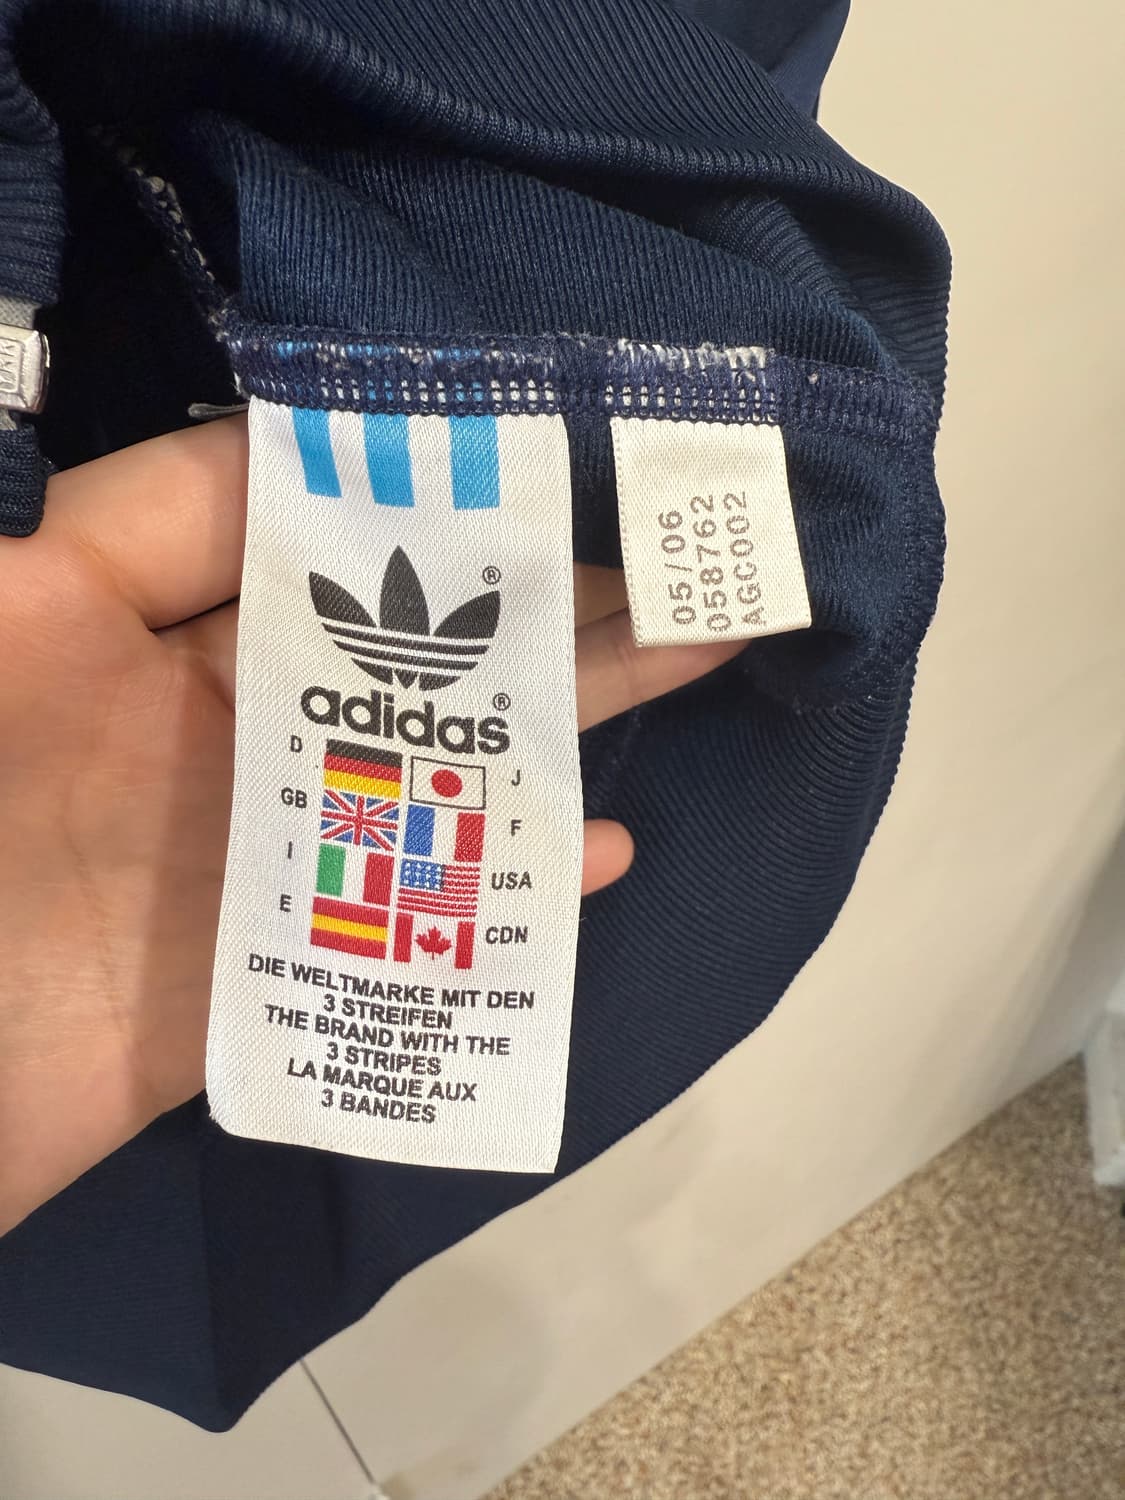 ®
adidas®
D
J
GB
F
I
USA
E
CDN
DIE WELTMARKE MIT DEN
3 STREIFEN
THE BRAND WITH THE
3 STRIPES
LA MARQUE AUX
3 BANDES
05/06
058762
AGC002